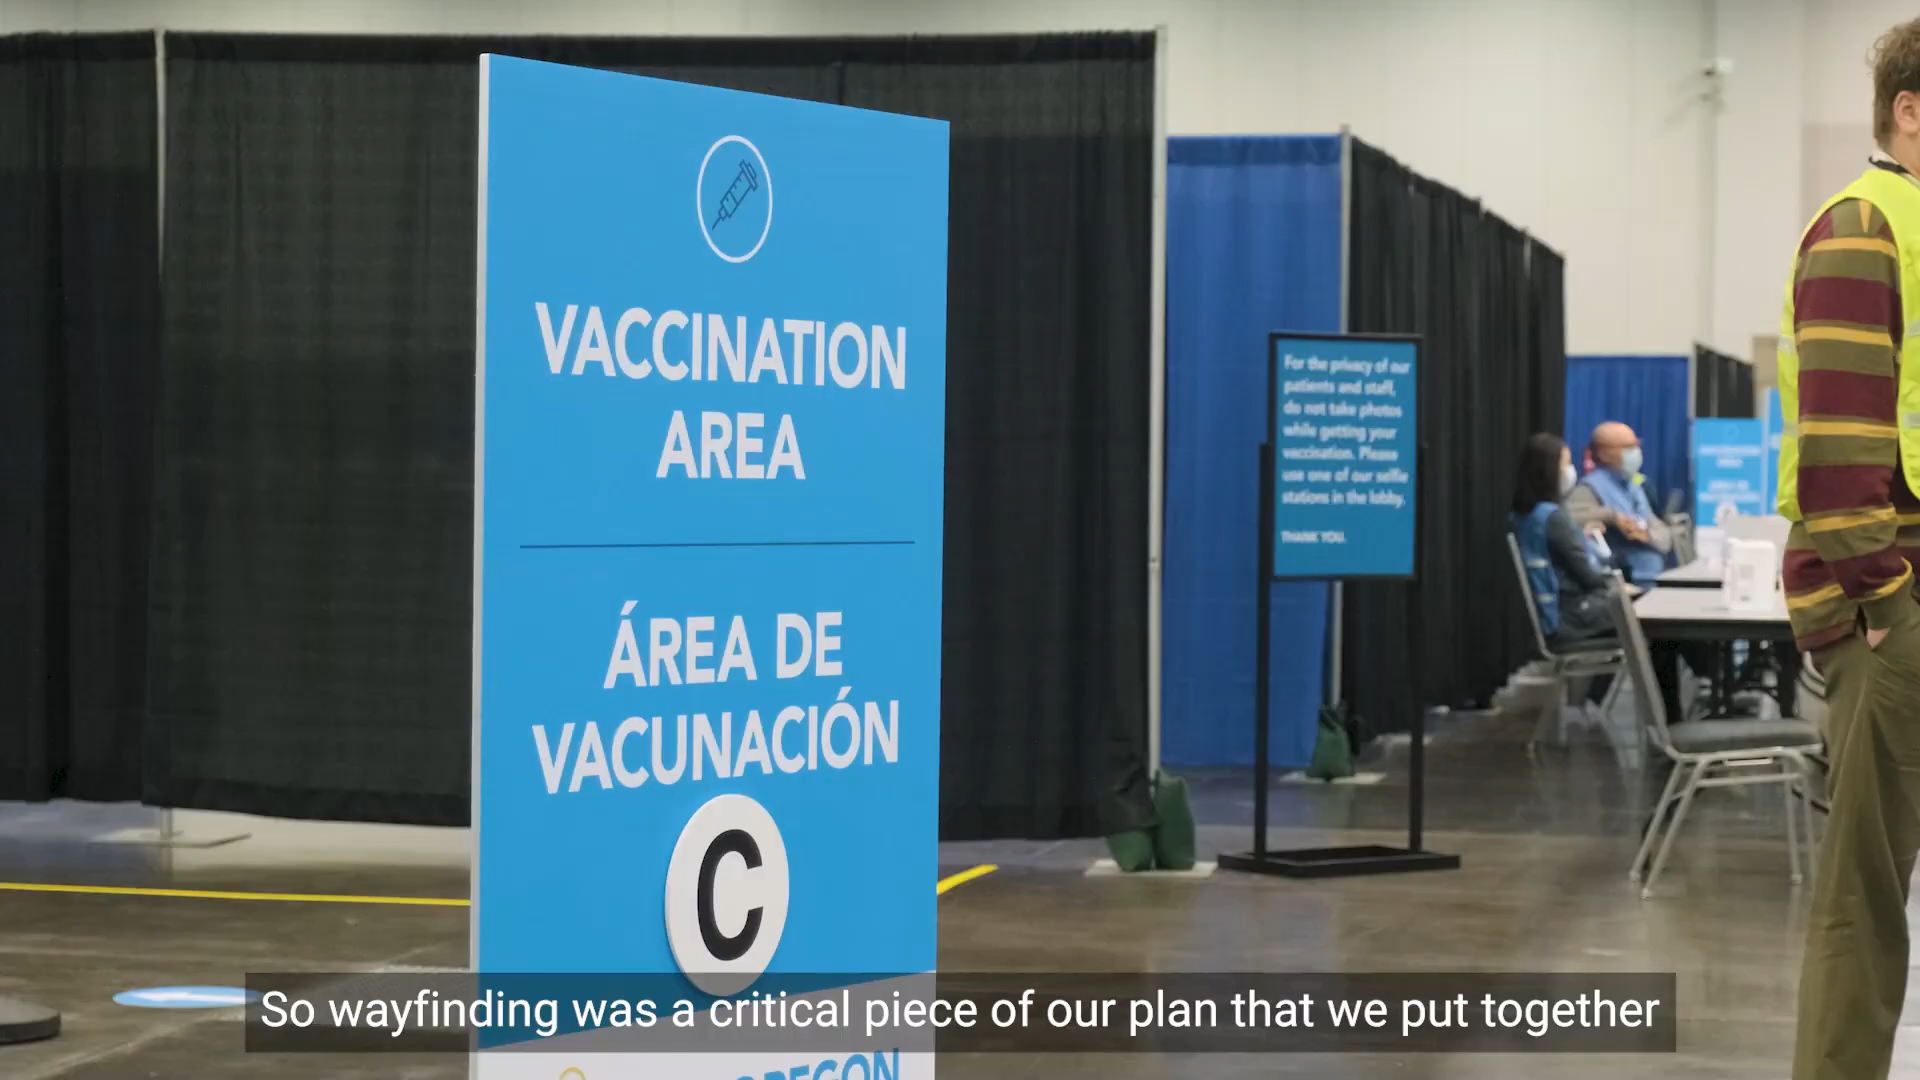 VACCINATION
AREA
ÁREA DE
VACUNACIÓN
C
OREGON
For the privacy of our
patients and staff,
do not take photos
while getting your
vaccination. Please
use one of our selfie
stations in the lobby.
THANK YOU.
So wayfinding was a critical piece of our plan that we put together